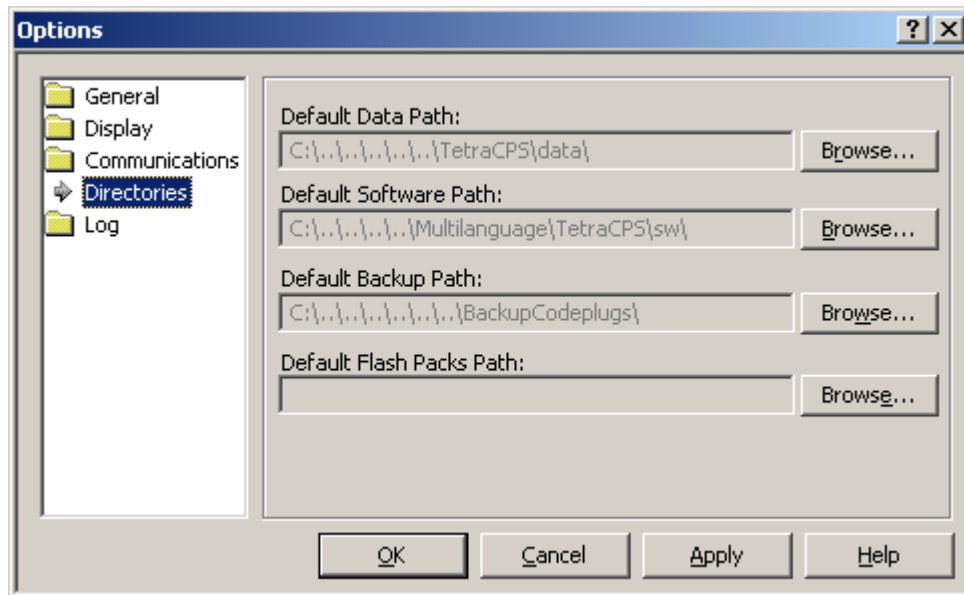 Options
General
Display
Communications
Directories
Log
Default Data Path:
C:\..\..\..\..\..\TetraCPS\data\
Browse...
Default Software Path:
C:\..\..\..\..\Multilanguage\TetraCPS\sw\
Browse...
Default Backup Path:
C:\..\..\..\..\..\..\BackupCodeplugs\
Browse...
Default Flash Packs Path:
Browse...
OK
Cancel
Apply
Help